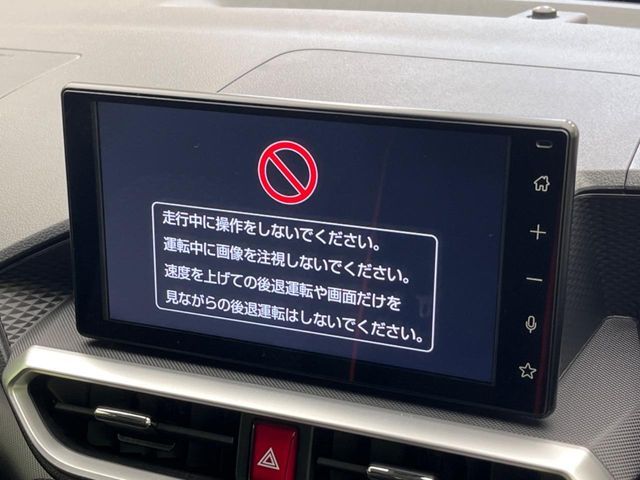 走行中に操作をしないでください。
運転中に画像を注視しないでください。
速度を上げての後退運転や画面だけを
見ながらの後退運転はしないでください。